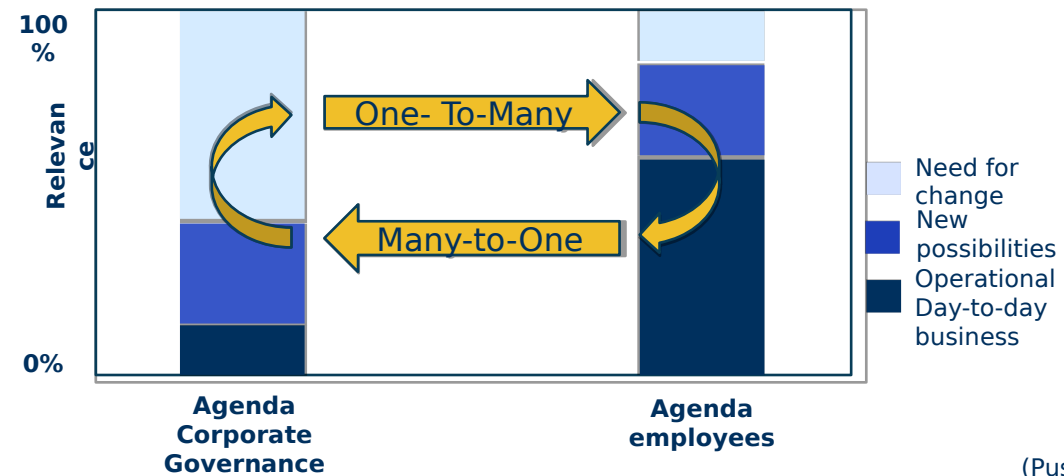 100
%
Relevan
ce
0%
One- To-Many
Many-to-One
Need for
change
New
possibilities
Operational
Day-to-day
business
Agenda
Corporate
Governance
Agenda
employees
(Pus